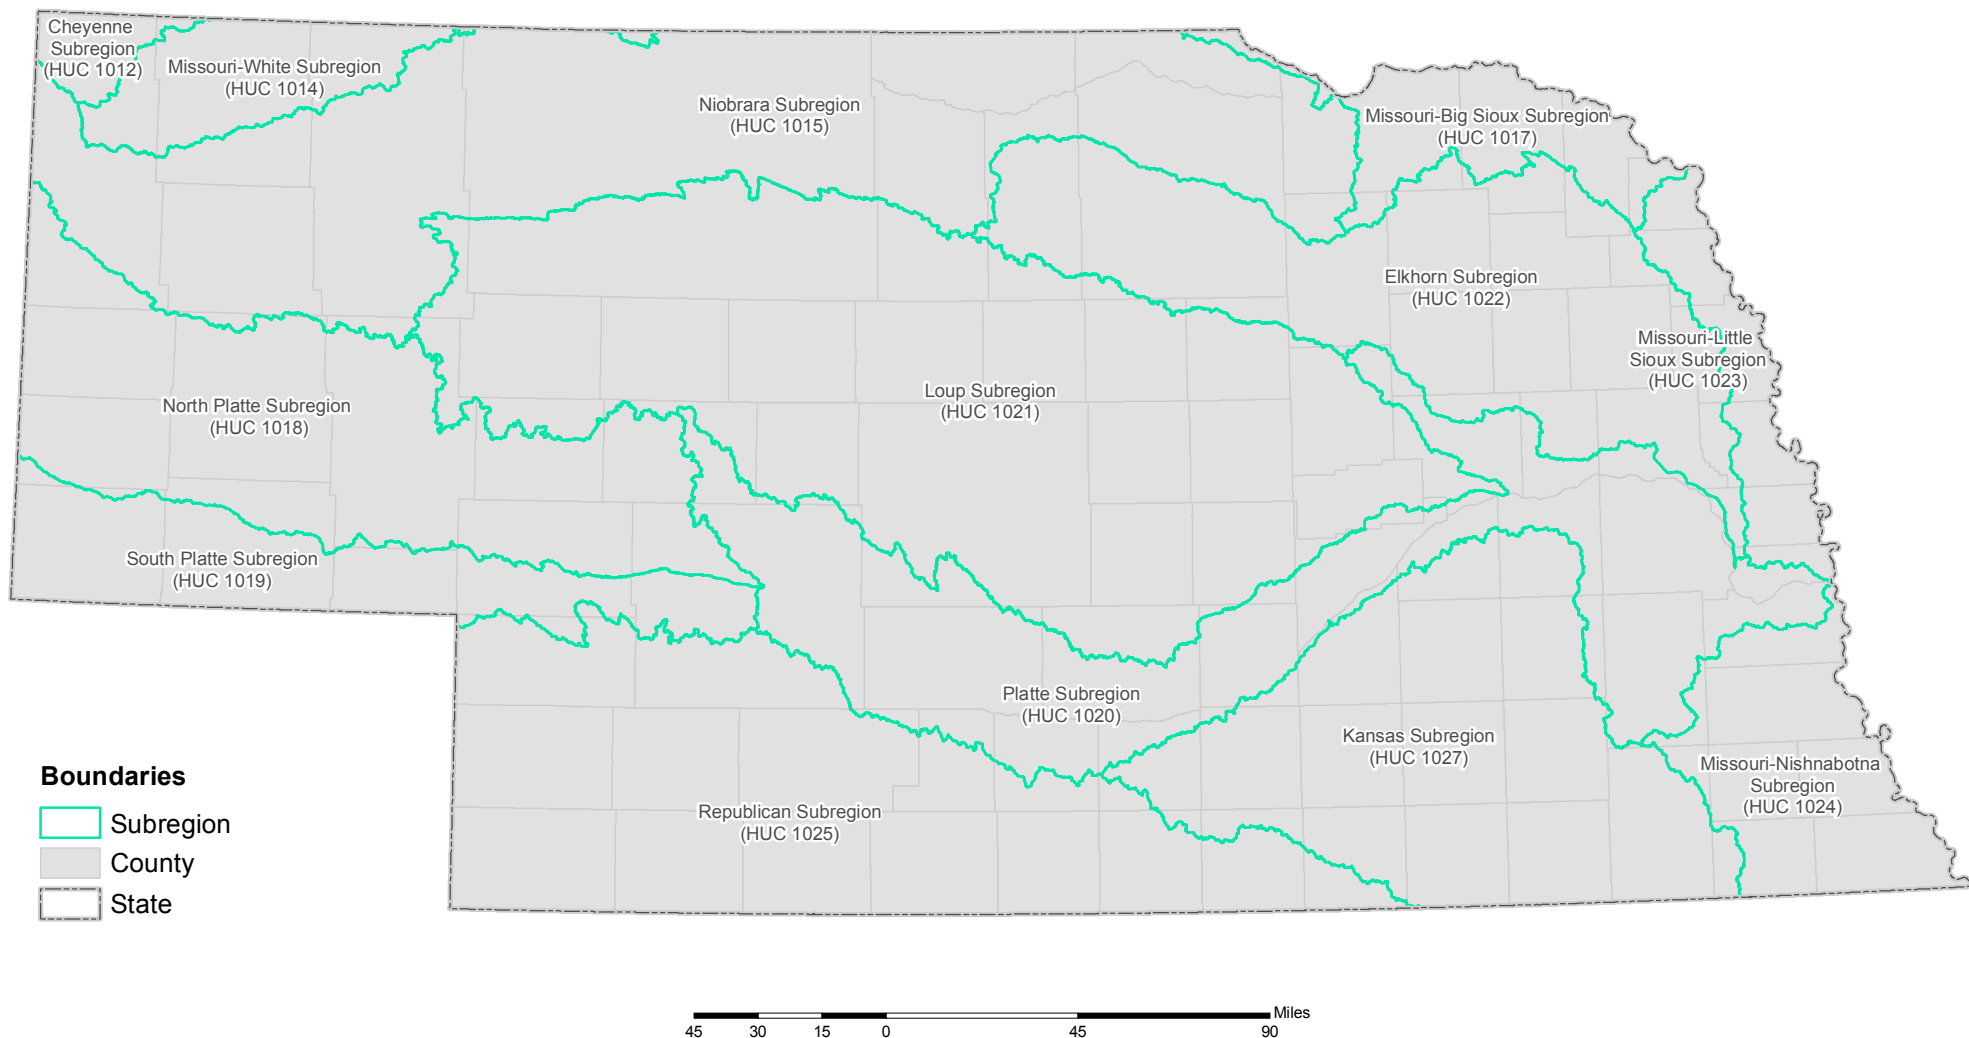 Cheyenne
Subregion
(HUC 1012)
Missouri-White Subregion
(HUC 1014)
Niobrara Subregion
(HUC 1015)
Missouri-Big Sioux Subregion
(HUC 1017)
Elkhorn Subregion
(HUC 1022)
Missouri-Little
Sioux Subregion
(HUC 1023)
North Platte Subregion
(HUC 1018)
Loup Subregion
(HUC 1021)
South Platte Subregion
(HUC 1019)
Platte Subregion
(HUC 1020)
Kansas Subregion
(HUC 1027)
Missouri-Nishnabotna
Subregion
(HUC 1024)
Republican Subregion
(HUC 1025)
Boundaries
Subregion
County
State
Miles
45 30 15 0 45 90